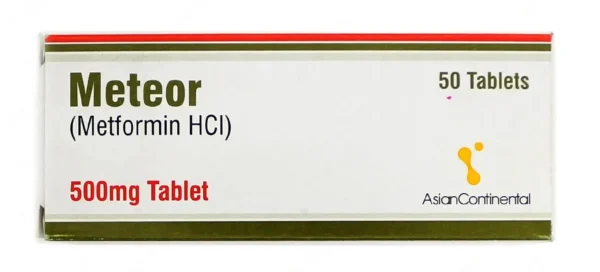 Meteor
(Metformin HCl)
500mg Tablet
50 Tablets
AsianContinental